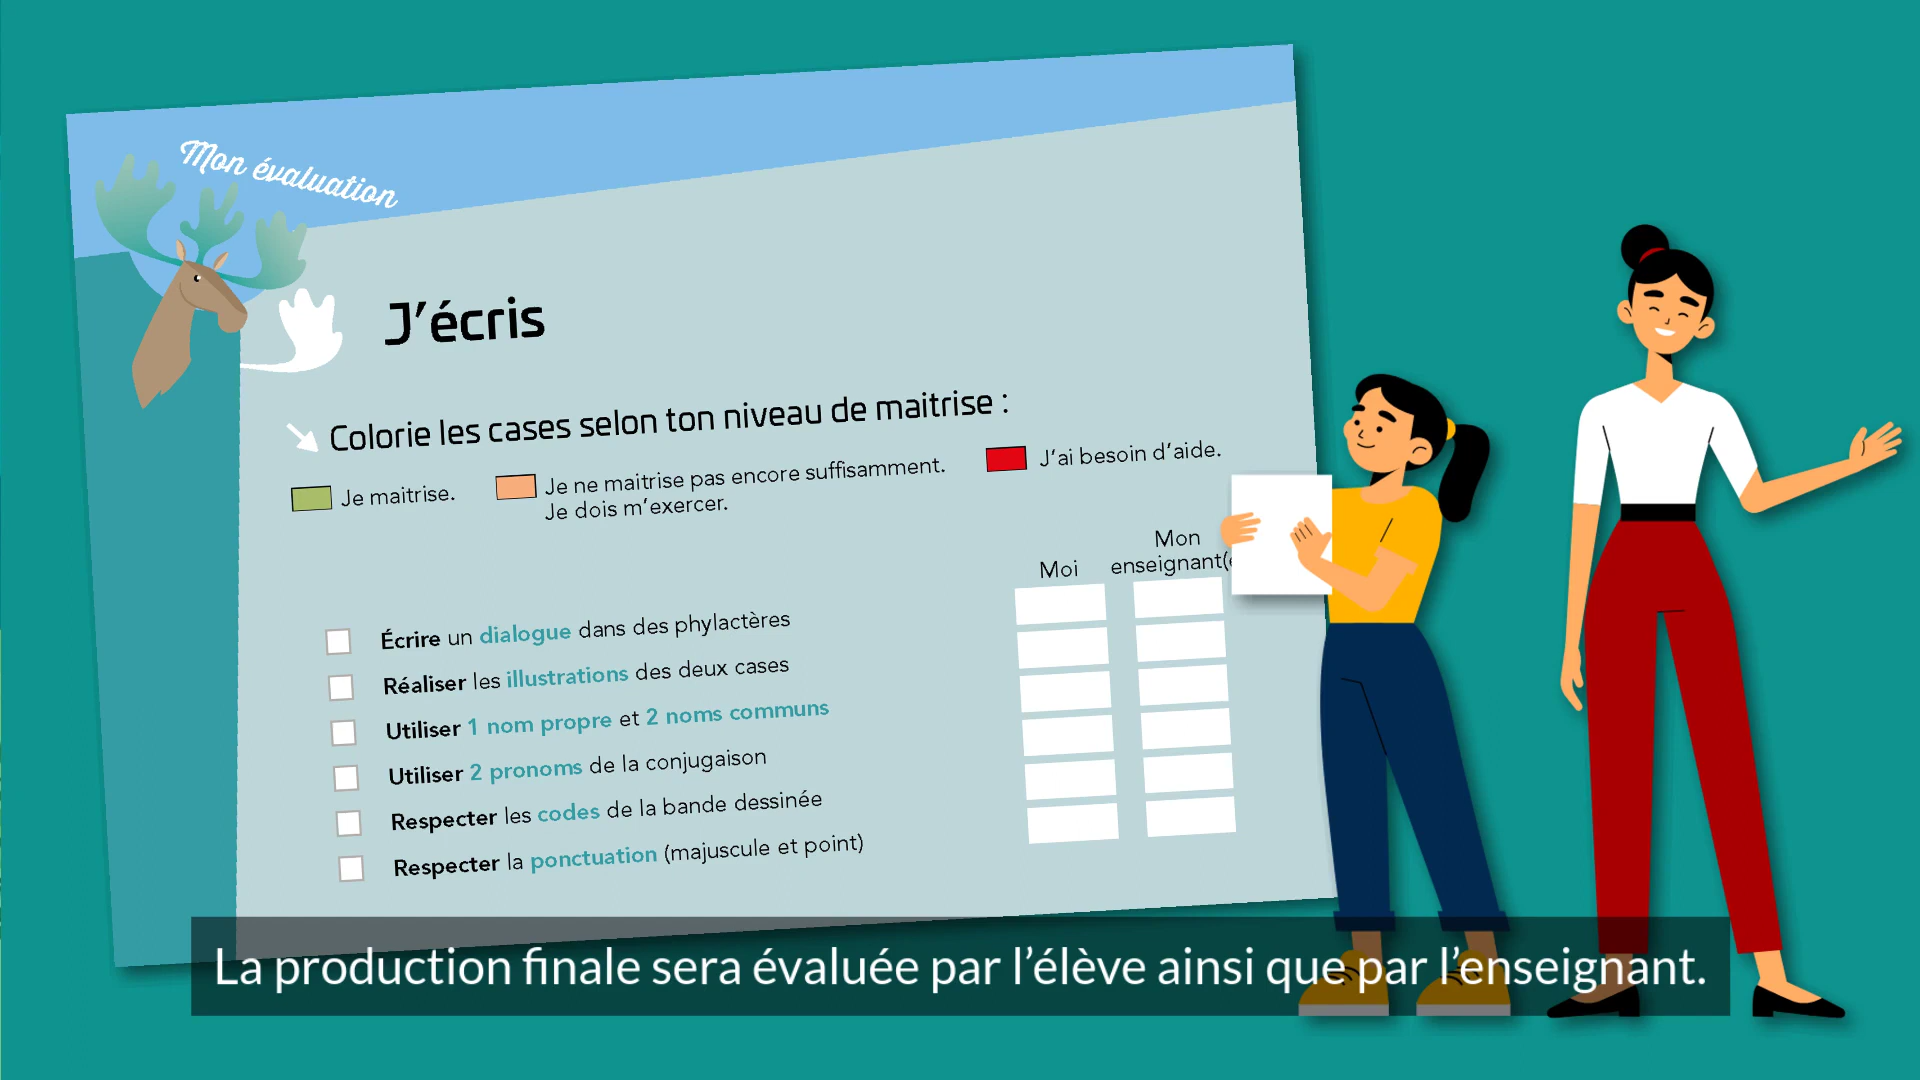 Mon évaluation
J'écris
Colorie les cases selon ton niveau de maitrise :
Je maitrise.
Je ne maitrise pas encore suffisamment.
Je dois m'exercer.
J'ai besoin d'aide.
Moi
Mon
enseignant(
Écrire un dialogue dans des phylactères
Réaliser les illustrations des deux cases
Utiliser 1 nom propre et 2 noms communs
Utiliser 2 pronoms de la conjugaison
Respecter les codes de la bande dessinée
Respecter la ponctuation (majuscule et point)
La production finale sera évaluée par l'élève ainsi que par l'enseignant.